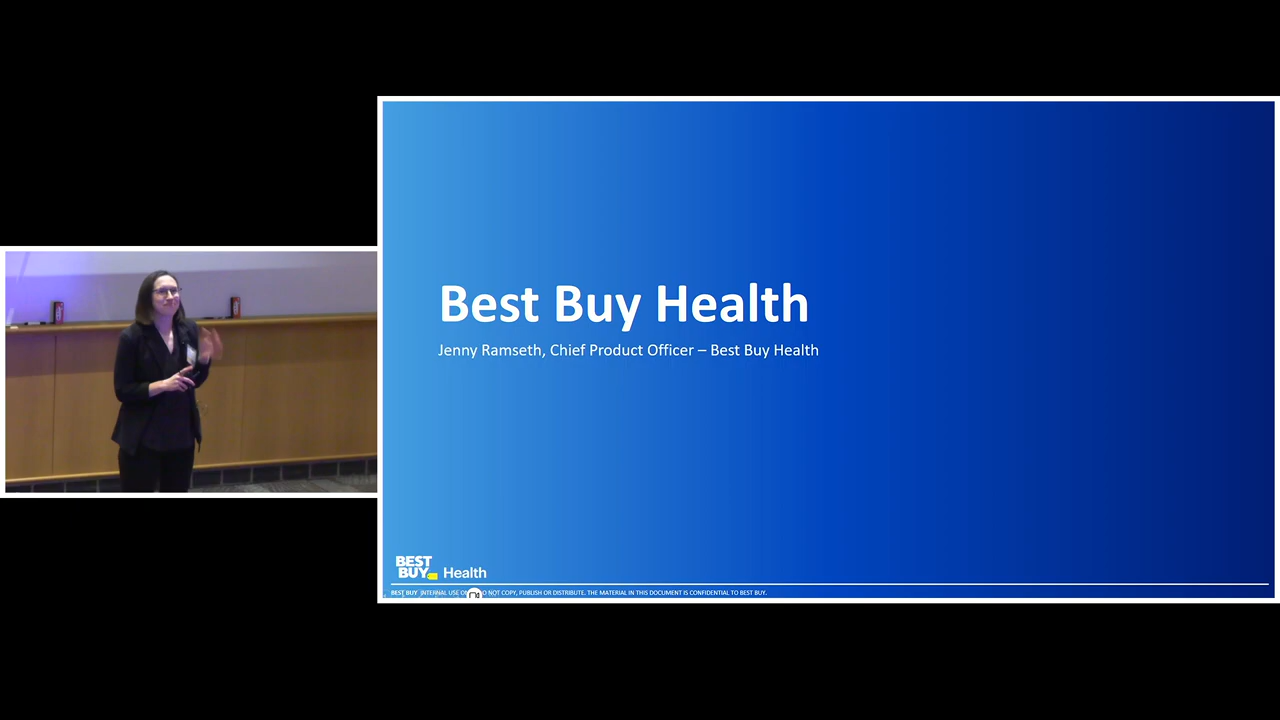 Best Buy Health
Jenny Ramseth, Chief Product Officer – Best Buy Health
BEST
BUY Health
BEST BUY INTERNAL USE NOT COPY, PUBLISH OR DISTRIBUTE. THE MATERIAL IN THIS DOCUMENT IS CONFIDENTIAL TO BEST BUY.